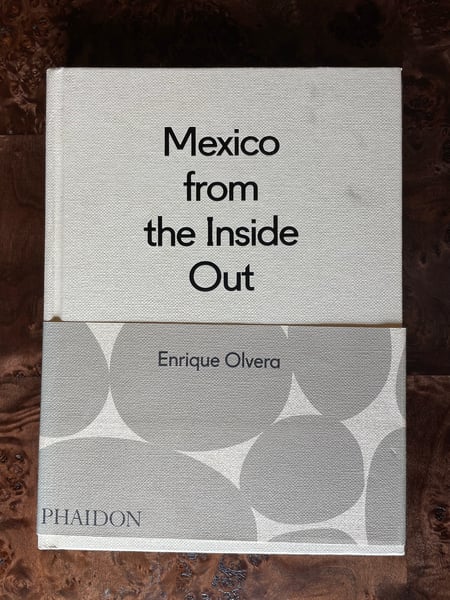 Mexico
from
the Inside
Out
Enrique Olvera
PHAIDON